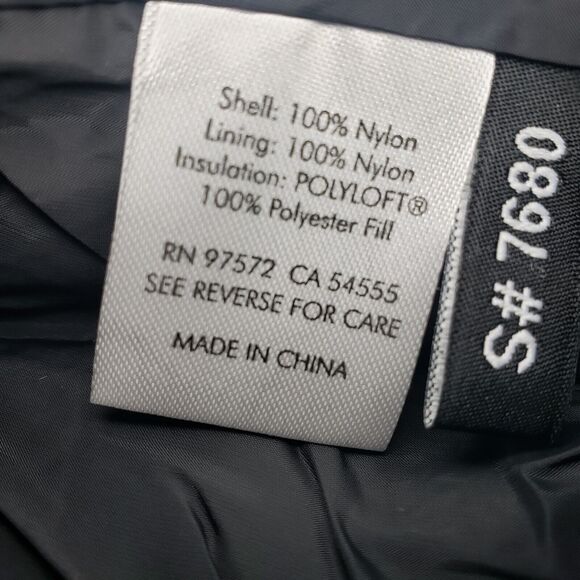 Shell: 100% Nylon
Lining: 100% Nylon
Insulation: POLYLOFT®
100% Polyester Fill
RN 97572 CA 54555
SEE REVERSE FOR CARE
MADE IN CHINA
S# 7680